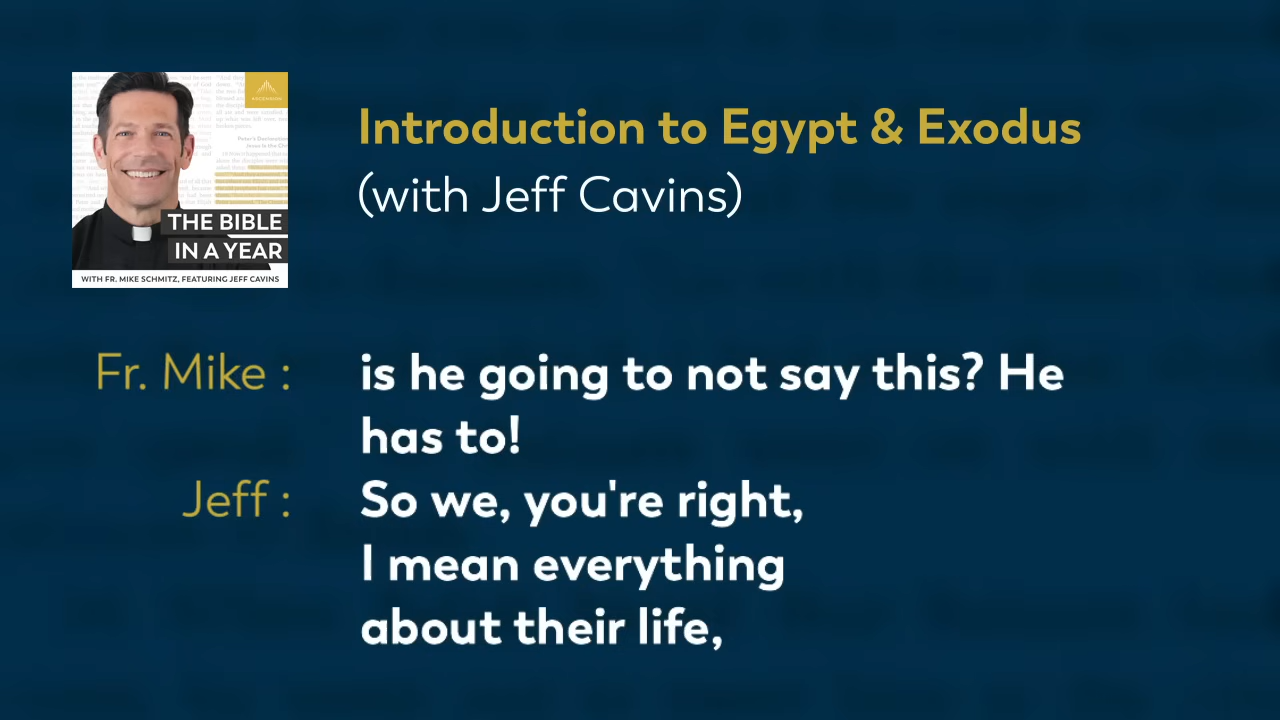 Introduction to Egypt & Exodus
(with Jeff Cavins)
ASCENSION
THE BIBLE
IN A YEAR
WITH FR. MIKE SCHMITZ, FEATURING JEFF CAVINS
Fr. Mike : is he going to not say this? He
has to!
Jeff : So we, you're right,
I mean everything
about their life,